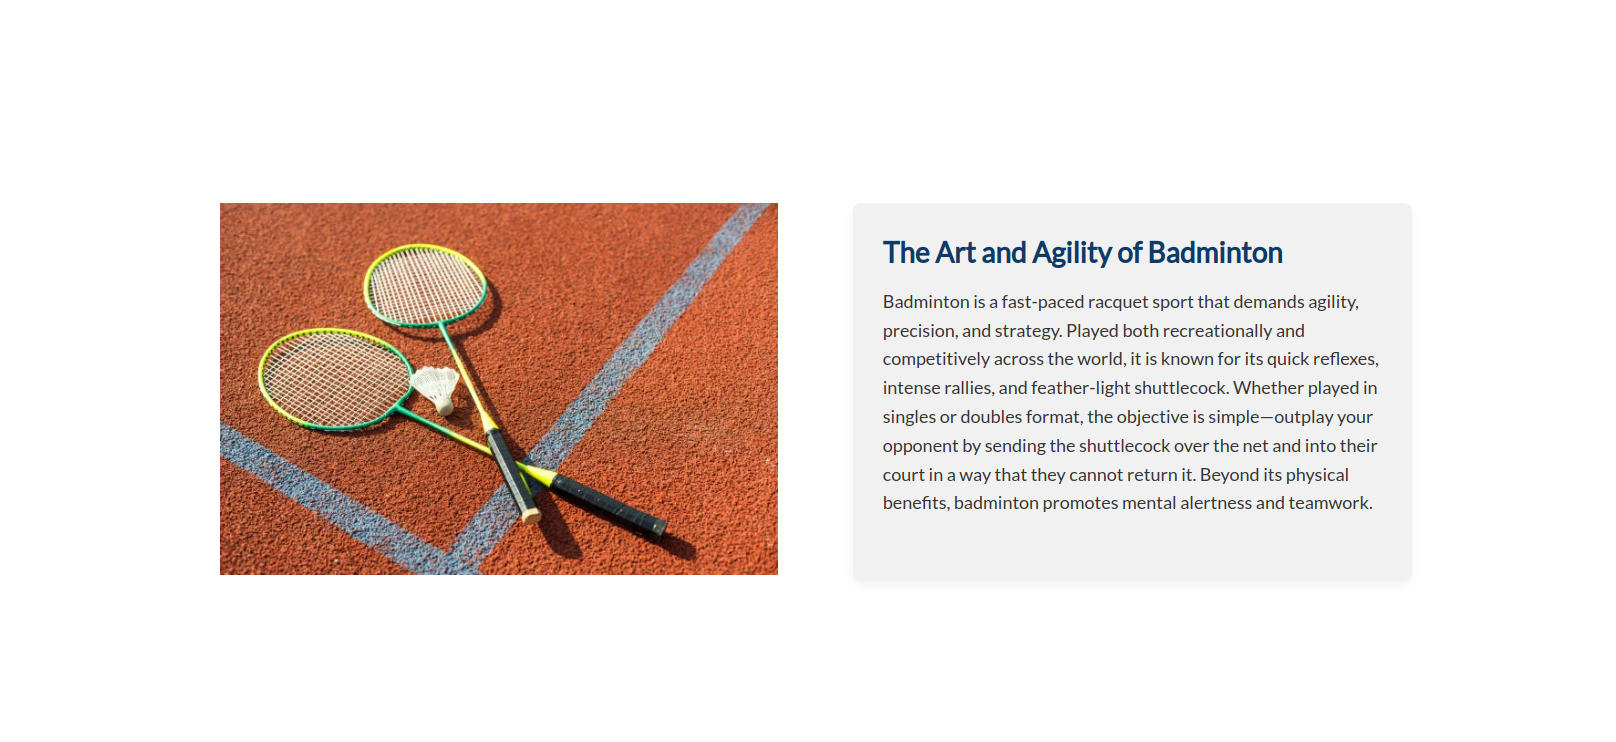 The Art and Agility of Badminton
Badminton is a fast-paced racquet sport that demands agility,
precision, and strategy. Played both recreationally and
competitively across the world, it is known for its quick reflexes,
intense rallies, and feather-light shuttlecock. Whether played in
singles or doubles format, the objective is simple—outplay your
opponent by sending the shuttlecock over the net and into their
court in a way that they cannot return it. Beyond its physical
benefits, badminton promotes mental alertness and teamwork.